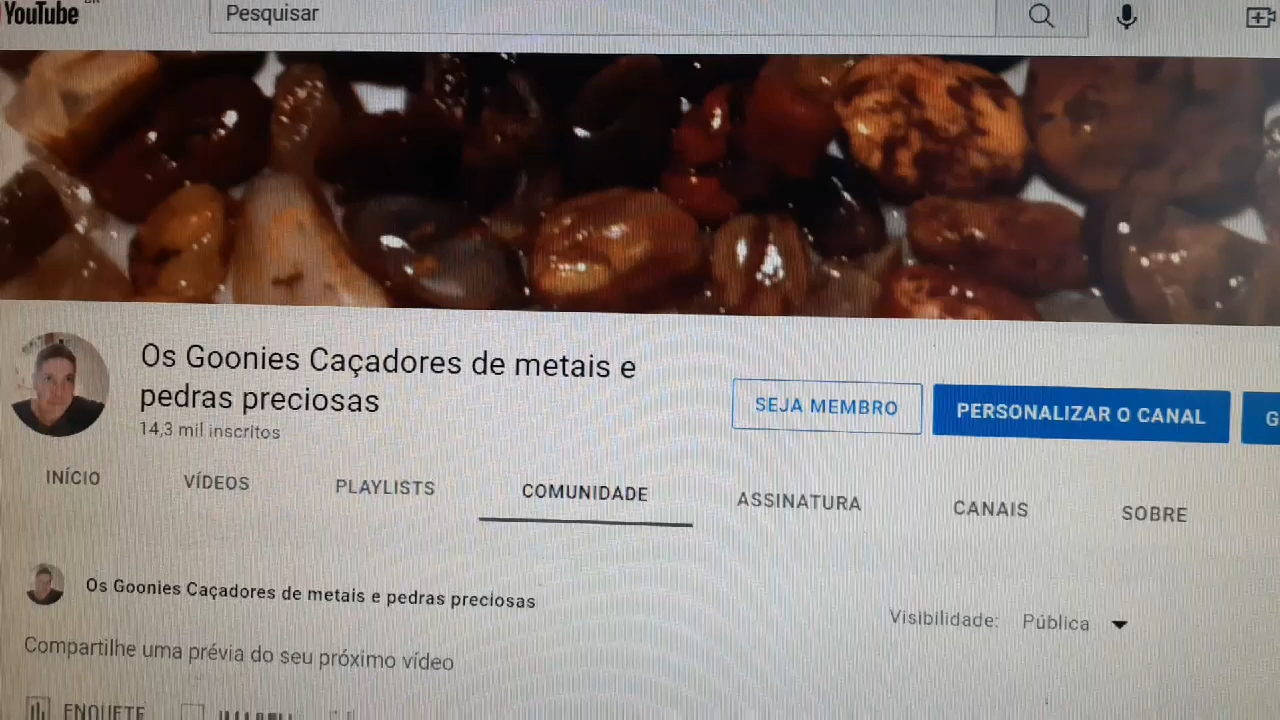 YouTube
BR
Pesquisar
Os Goonies Caçadores de metais e
pedras preciosas
14,3 mil inscritos
SEJA MEMBRO
PERSONALIZAR O CANAL
G
INÍCIO
VÍDEOS
PLAYLISTS
COMUNIDADE
ASSINATURA
CANAIS
SOBRE
Os Goonies Caçadores de metais e pedras preciosas
Visibilidade: Pública
Compartilhe uma prévia do seu próximo vídeo
ENQUETE